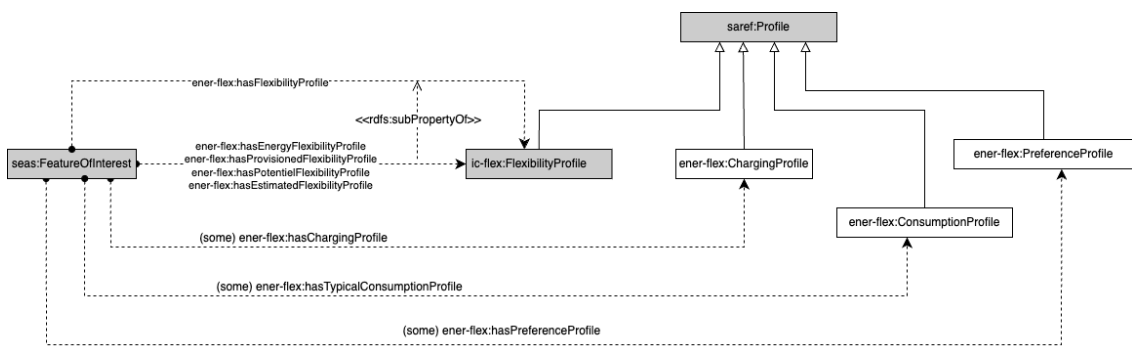 saref:Profile
ener-flex:hasFlexibilityProfile
<<rdfs:subPropertyOf>>
ener-flex:hasEnergyFlexibilityProfile
seas:FeatureOfInterest
ener-flex:hasProvisionedFlexibilityProfile
ener-flex:hasPotentielFlexibilityProfile
ener-flex:hasEstimatedFlexibilityProfile
ic-flex:FlexibilityProfile
ener-flex:ChargingProfile
ener-flex:PreferenceProfile
ener-flex:ConsumptionProfile
(some) ener-flex:hasChargingProfile
(some) ener-flex:hasTypicalConsumptionProfile
(some) ener-flex:hasPreferenceProfile